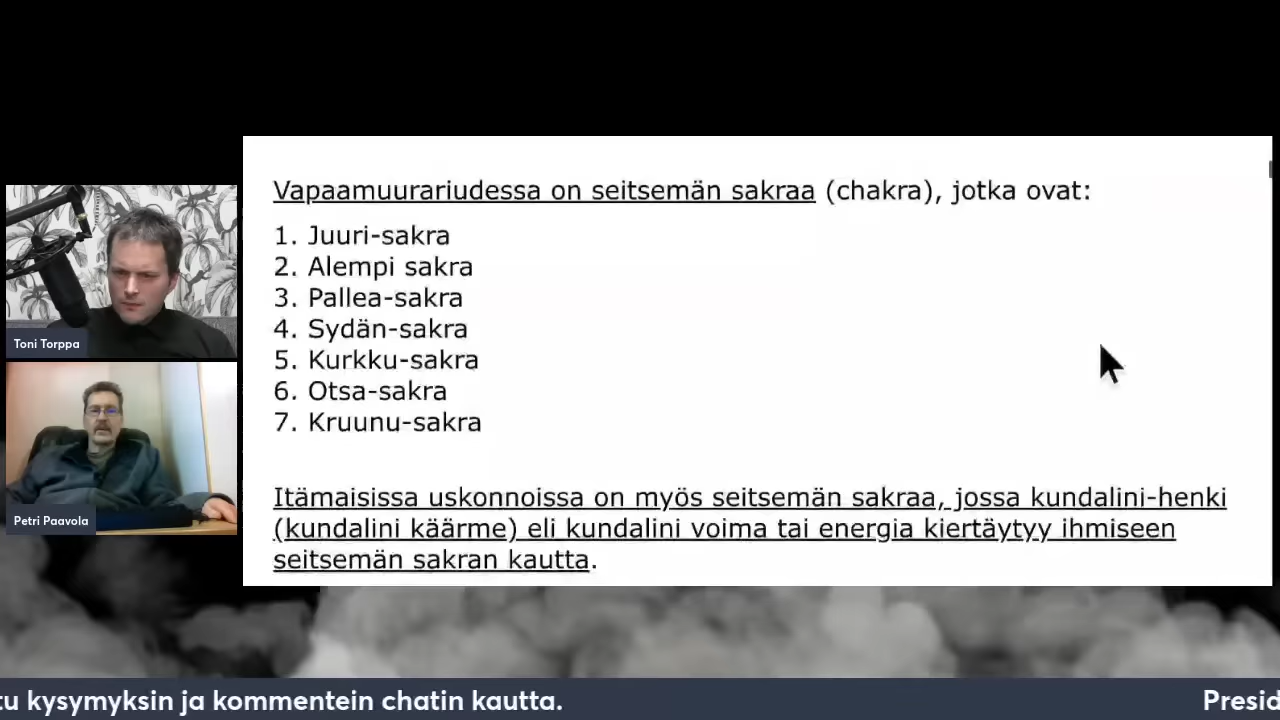 Vapaamuurariudessa on seitsemän sakraa (chakra), jotka ovat:
1. Juuri-sakra
2. Alempi sakra
3. Pallea-sakra
4. Sydän-sakra
5. Kurkku-sakra
6. Otsa-sakra
7. Kruunu-sakra
Itämaisissa uskonnoissa on myös seitsemän sakraa, jossa kundalini-henki
(kundalini käärme) eli kundalini voima tai energia kiertäytyy ihmiseen
seitsemän sakran kautta.
Toni Torppa
Petri Paavola
kysymyksin ja kommentein chatin kautta.